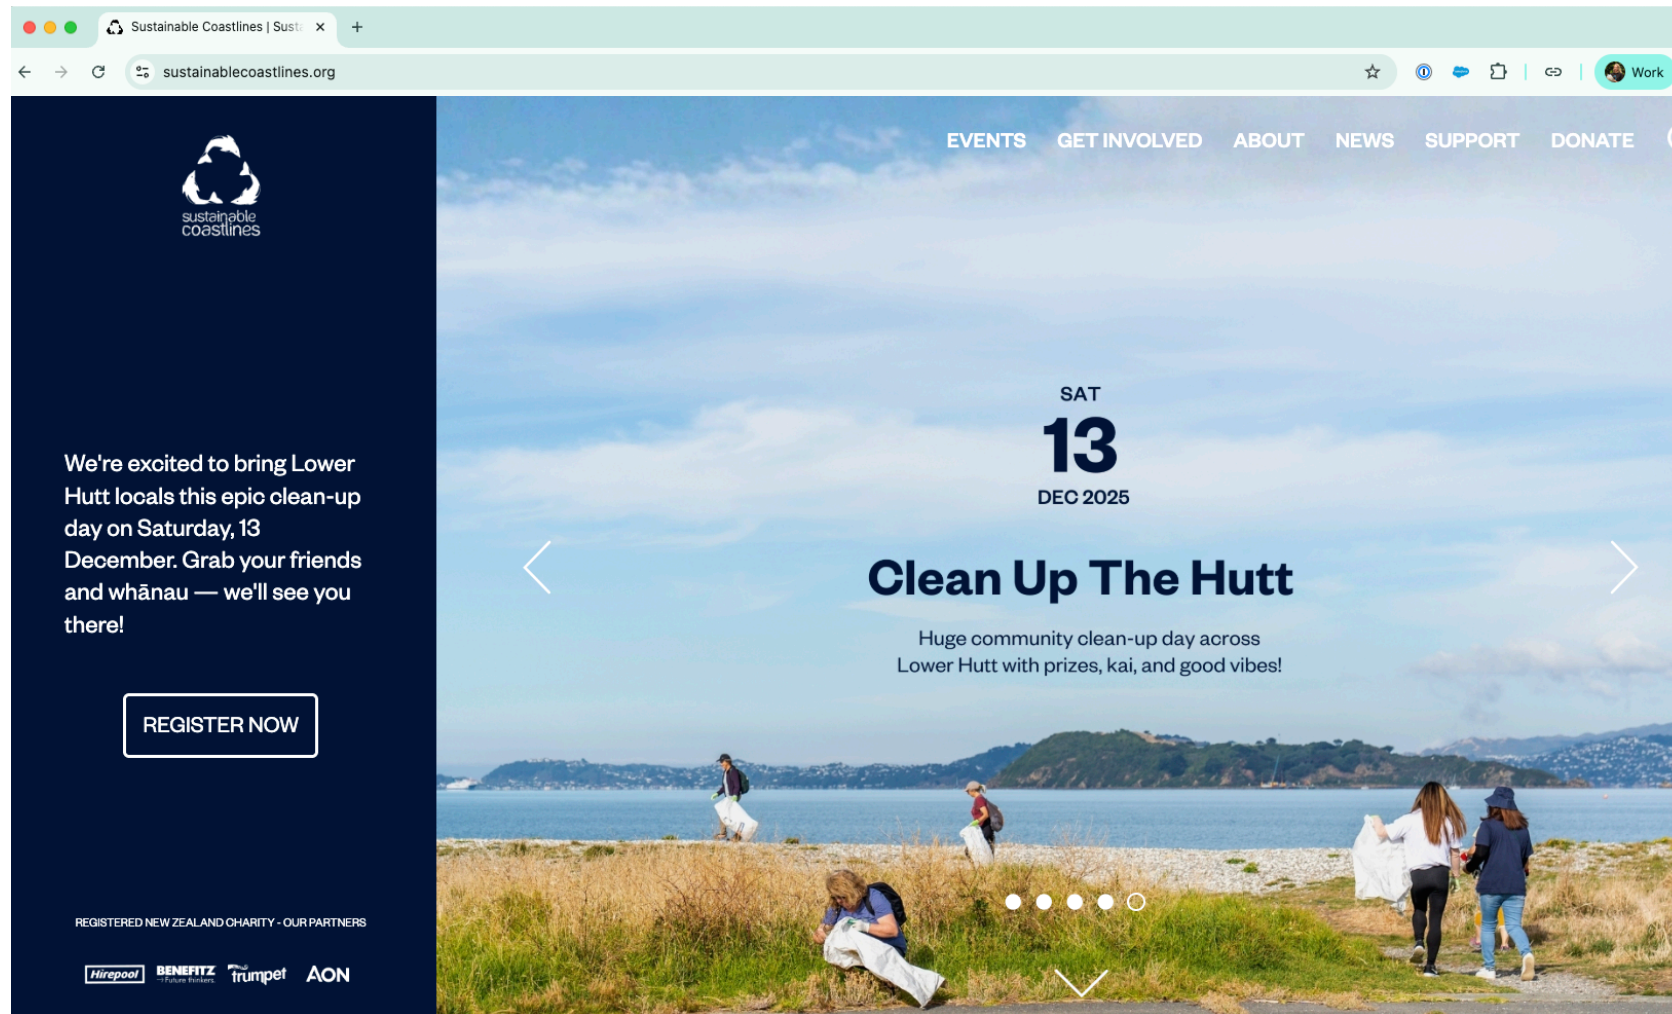 Sustainable Coastlines | Sust
sustainablecoastlines.org
Work
sustainable
coastlines
EVENTS GET INVOLVED ABOUT NEWS SUPPORT DONATE
SAT
13
DEC 2025
Clean Up The Hutt
Huge community clean-up day across
Lower Hutt with prizes, kai, and good vibes!
We're excited to bring Lower
Hutt locals this epic clean-up
day on Saturday, 13
December. Grab your friends
and whānau — we'll see you
there!
REGISTER NOW
REGISTERED NEW ZEALAND CHARITY - OUR PARTNERS
Hirepool BENEFITZ trumpet AON
Future thinkers.